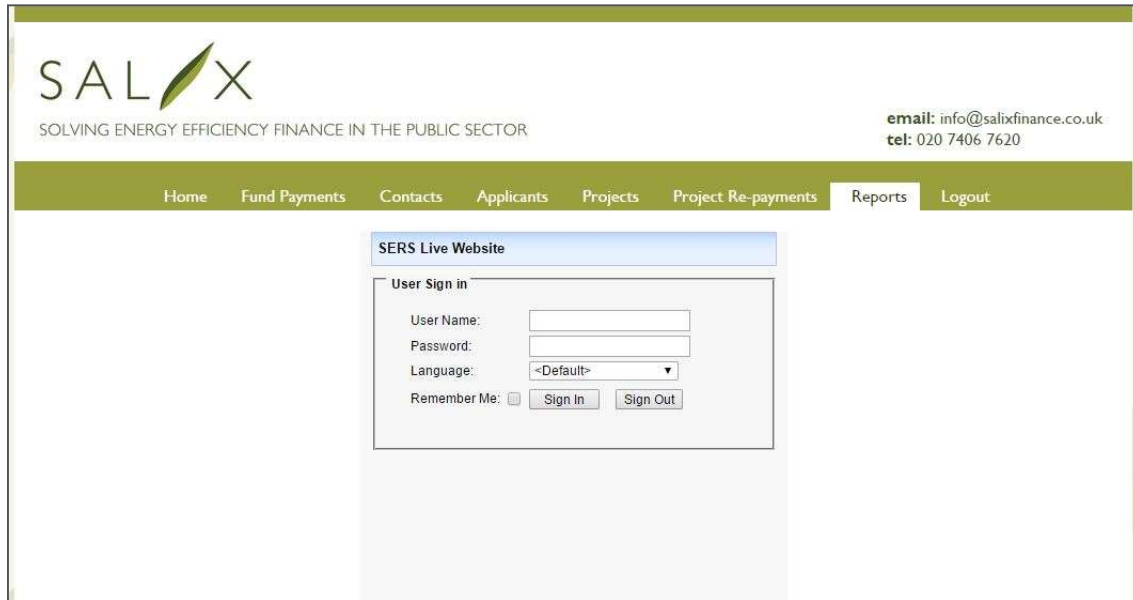 SALIX
SOLVING ENERGY EFFICIENCY FINANCE IN THE PUBLIC SECTOR
email: info@salixfinance.co.uk
tel: 020 7406 7620
Home Fund Payments Contacts Applicants Projects Project Re-payments Reports Logout
SERS Live Website
User Sign in
User Name:
Password:
Language: <Default>
Remember Me: Sign In Sign Out